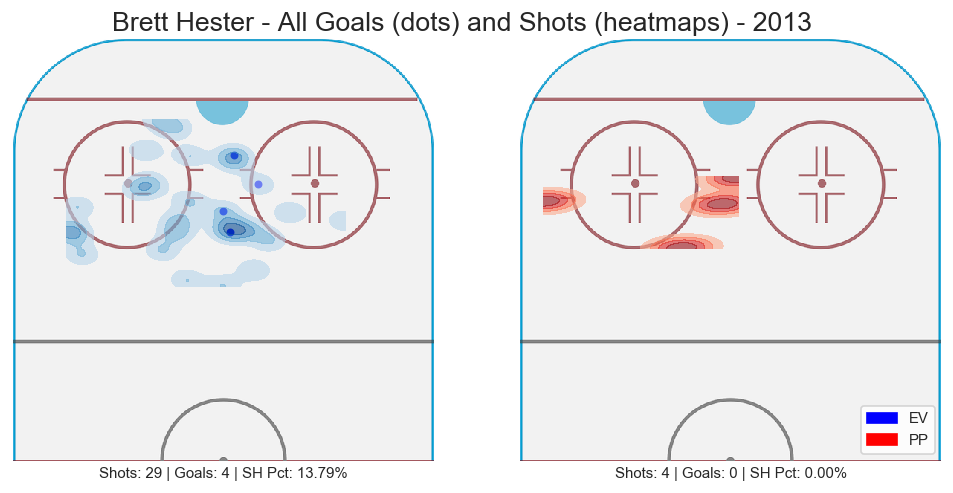 Brett Hester - All Goals (dots) and Shots (heatmaps) - 2013
EV
PP
Shots: 29 | Goals: 4 | SH Pct: 13.79%
Shots: 4 | Goals: 0 | SH Pct: 0.00%